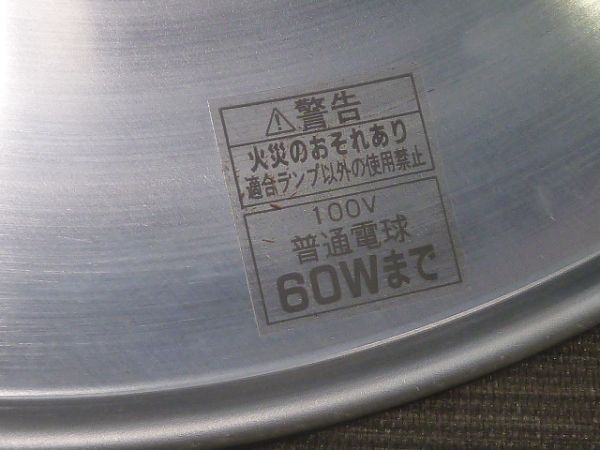 ⚠警告
火災のおそれあり
適合ランプ以外の使用禁止
100V
普通電球
60Wまで